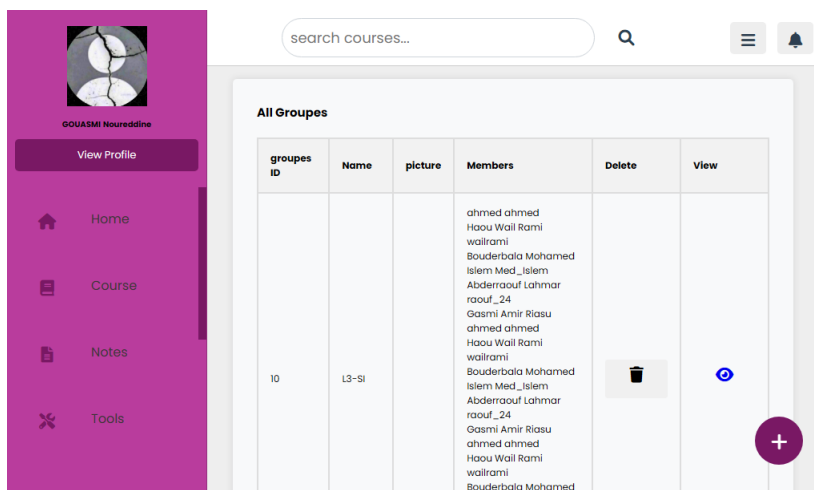 search courses...
GOUASMI Noureddine
View Profile
Home
Course
Notes
Tools
All Groupes
groupes ID
Name
picture
Members
Delete
View
10
L3-SI
ahmed ahmed
Haou Wail Rami
wailrami
Bouderbala Mohamed
Islem Med_Islem
Abderraouf Lahmar
raouf_24
Gasmi Amir Riasu
ahmed ahmed
Haou Wail Rami
wailrami
Bouderbala Mohamed
Islem Med_Islem
Abderraouf Lahmar
raouf_24
Gasmi Amir Riasu
ahmed ahmed
Haou Wail Rami
wailrami
Bouderbala Mohamed